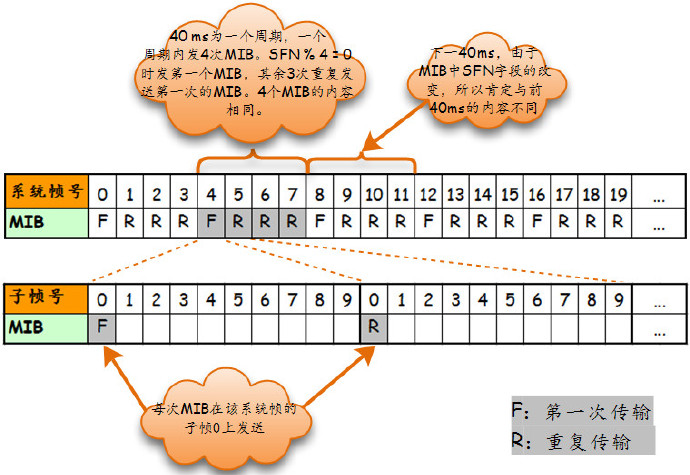 40 ms为一个周期，一个
周期内发4次MIB。SFN % 4 = 0
时发第一个MIB，其余3次重复发
送第一次的MIB。4个MIB的内容
相同。
下一40ms，由于
MIB中SFN字段的改
变，所以肯定与前
40ms的内容不同
系统帧号 0 1 2 3 4 5 6 7 8 9 10 11 12 13 14 15 16 17 18 19 ...
MIB F R R R F R R R F R R R F R R R F R R R ...
子帧号 0 1 2 3 4 5 6 7 8 9 0 1 2 3 4 5 6 7 8 9 ...
MIB F R ...
每次MIB在该系统帧的
子帧0上发送
F：第一次传输
R：重复传输